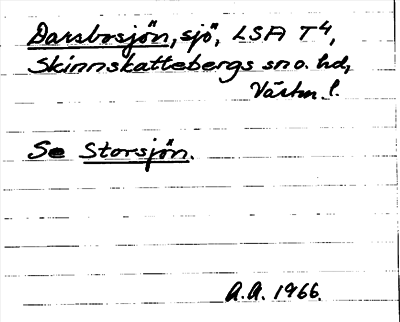 Darsbosjön, sjö, LSA T4,
Skinnskattebergs sn o. hd,
Västm. l.
Se Storsjön.
A.A. 1966.